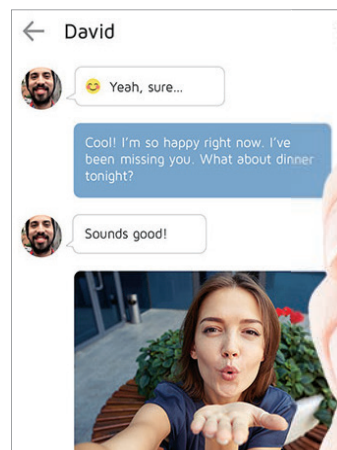 David
Yeah, sure...
Cool! I'm so happy right now. I've
been missing you. What about dinner
tonight?
Sounds good!